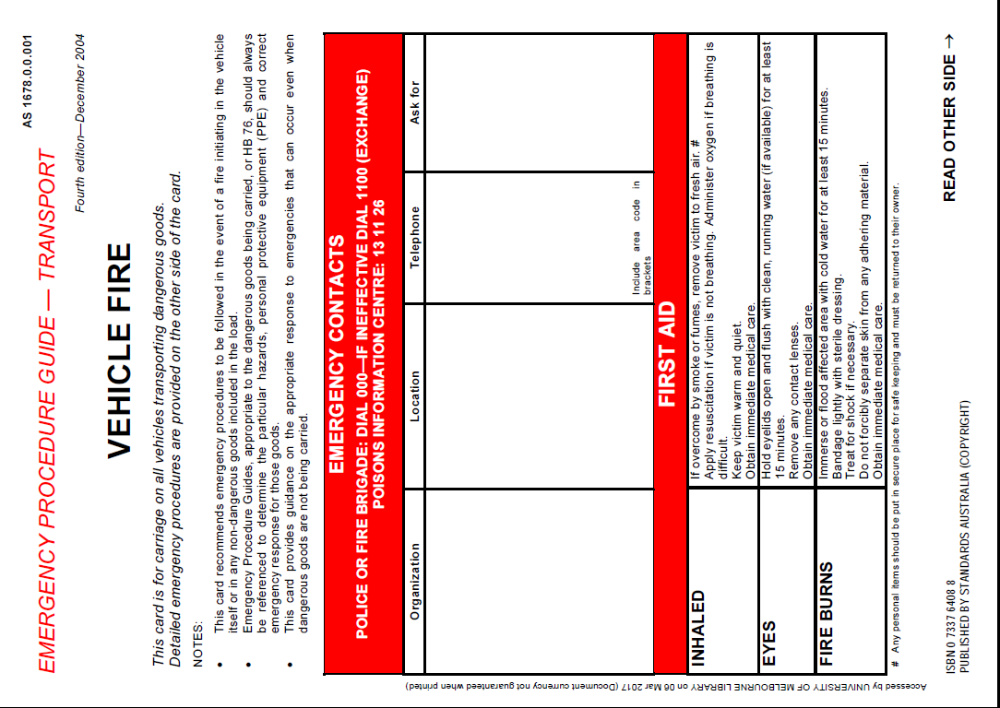 AS 1678.0.0.001
EMERGENCY PROCEDURE GUIDE — TRANSPORT
Fourth edition—December 2004
VEHICLE FIRE
This card is for carriage on all vehicles transporting dangerous goods.
Detailed emergency procedures are provided on the other side of the card.
NOTES:
• This card recommends emergency procedures to be followed in the event of a fire initiating in the vehicle
itself or in any non-dangerous goods included in the load.
• Emergency Procedure Guides, appropriate to the dangerous goods being carried, or HB 76, should always
be referenced to determine the particular hazards, personal protective equipment (PPE) and correct
emergency response for those goods.
• This card provides guidance on the appropriate response to emergencies that can occur even when
dangerous goods are not being carried.
EMERGENCY CONTACTS
POLICE OR FIRE BRIGADE: DIAL 000—IF INEFFECTIVE DIAL 1100 (EXCHANGE)
POISONS INFORMATION CENTRE: 13 11 26
Organization Location Telephone Ask for
Include area code in
brackets
FIRST AID
INHALED
If overcome by smoke or fumes, remove victim to fresh air. #
Apply resuscitation if victim is not breathing. Administer oxygen if breathing is
difficult.
Keep victim warm and quiet.
Obtain immediate medical care.
EYES
Hold eyelids open and flush with clean, running water (if available) for at least
15 minutes.
Remove any contact lenses.
Obtain immediate medical care.
FIRE BURNS
Immerse or flood affected area with cold water for at least 15 minutes.
Bandage lightly with sterile dressing.
Treat for shock if necessary.
Do not forcibly separate skin from any adhering material.
Obtain immediate medical care.
# Any personal items should be put in secure place for safe keeping and must be returned to their owner.
READ OTHER SIDE →
ISBN 0 7337 6408 8
PUBLISHED BY STANDARDS AUSTRALIA (COPYRIGHT)
Accessed by UNIVERSITY OF MELBOURNE LIBRARY on 06 Mar 2017 (Document currency not guaranteed when printed)